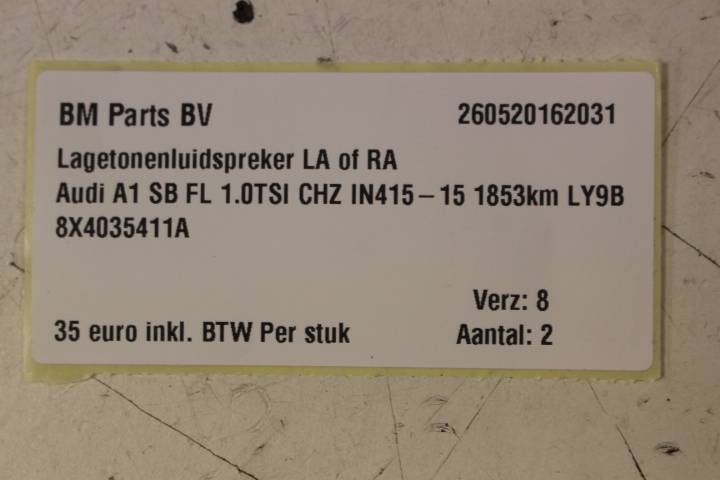 BM Parts BV 260520162031
Lagetonenluidspreker LA of RA
Audi A1 SB FL 1.0TSI CHZ IN415-15 1853km LY9B
8X4035411A
Verz: 8
35 euro inkl. BTW Per stuk Aantal: 2